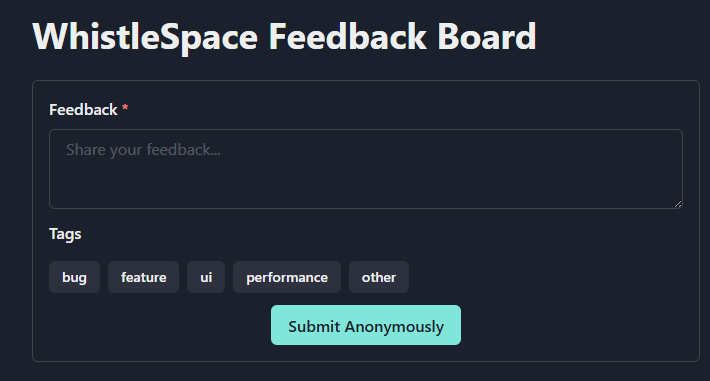 WhistleSpace Feedback Board
Feedback *
Share your feedback...
Tags
bug feature ui performance other
Submit Anonymously